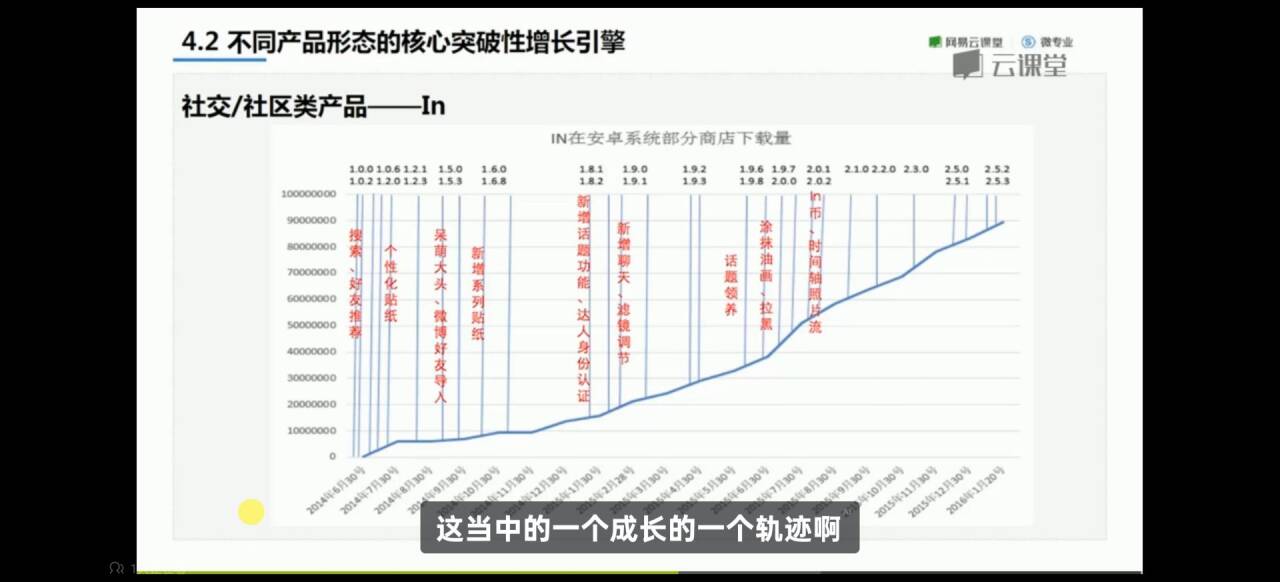 4.2 不同产品形态的核心突破性增长引擎
网易云课堂 微专业
云课堂
社交/社区类产品——In
IN在安卓系统部分商店下载量
1.0.0 1.0.6 1.2.1 1.5.0 1.6.0 1.8.1 1.9.0 1.9.2 1.9.6 1.9.7 2.0.1 2.1.0 2.2.0 2.3.0 2.5.0 2.5.2
1.0.2 1.2.0 1.2.3 1.5.3 1.6.8 1.8.2 1.9.1 1.9.3 1.9.8 2.0.0 2.0.2 2.5.1 2.5.3
100000000
90000000
80000000
70000000
60000000
50000000
40000000
30000000
20000000
10000000
0
搜索、好友推荐
个性化贴纸
呆萌大头、微博好友导入
新增系列贴纸
新增话题功能、达人身份认证
新增聊天、滤镜调节
话题领养
涂抹油画、拉黑
in币、时间轴照片流
2014年6月30号
2014年7月30号
2014年8月30号
2014年9月30号
2014年10月30号
2014年11月30号
2014年12月30号
2015年1月30号
2015年2月28号
2015年3月30号
2015年4月30号
2015年5月30号
2015年6月30号
2015年7月30号
2015年8月30号
2015年9月30号
2015年10月30号
2015年11月30号
2015年12月30号
2016年1月20号
这当中的一个成长的一个轨迹啊